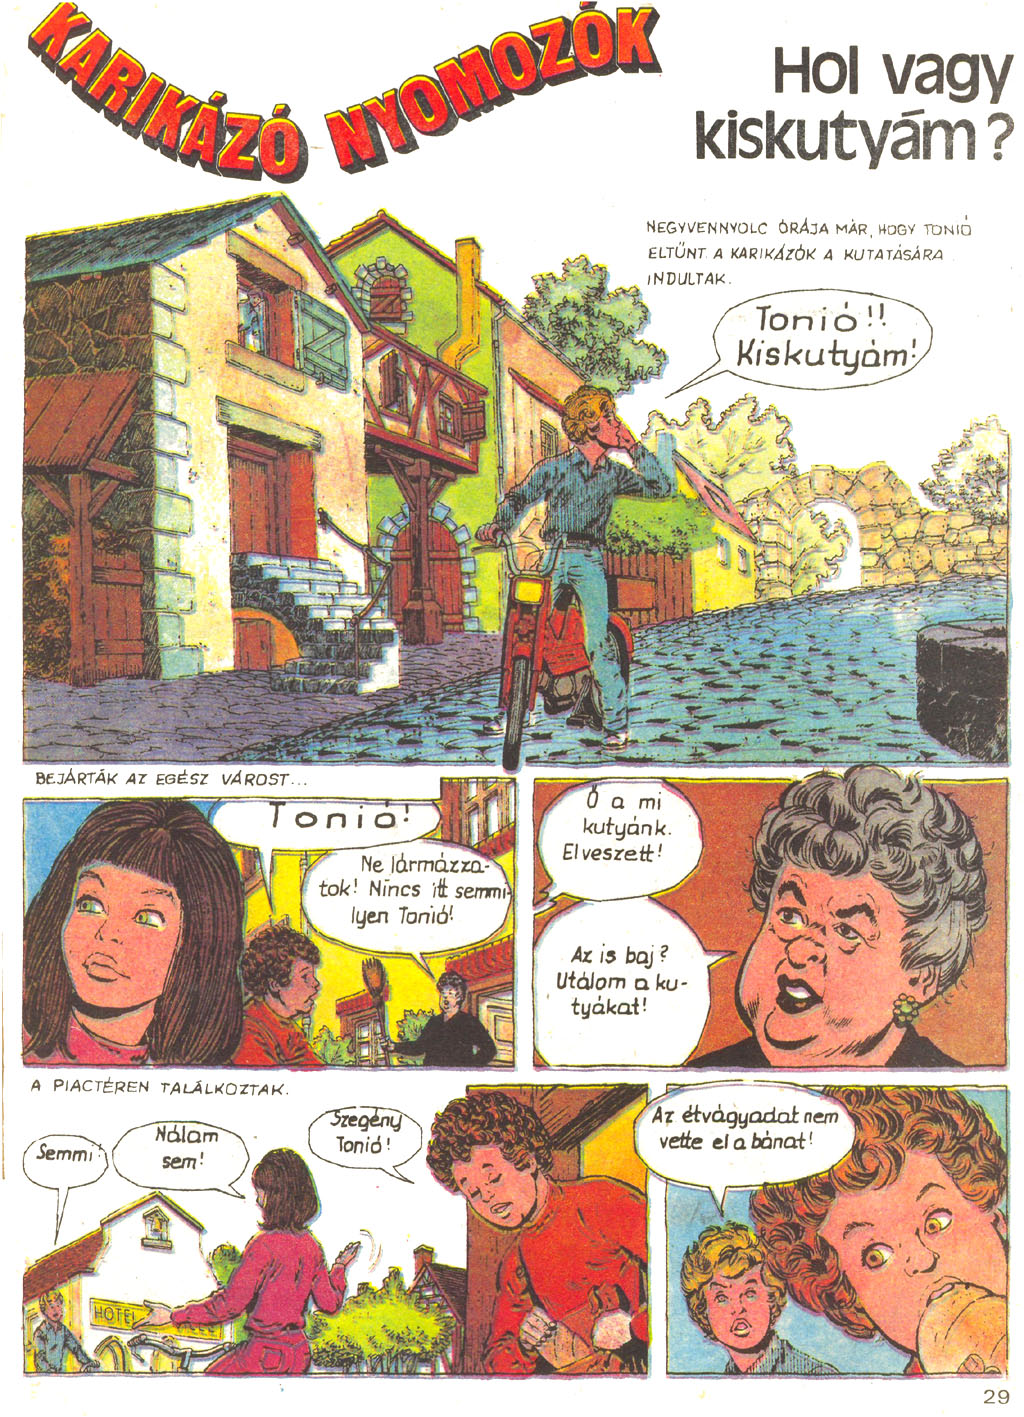 KARIKÁZÓ NYOMOZÓK
Hol vagy
kiskutyám?
NEGYVENNYOLC ÓRÁJA MÁR, HOGY TONIÓ
ELTŰNT. A KARIKÁZÓK A KUTATÁSÁRA
INDULTAK.
Tonió!!
Kiskutyám!
BEJÁRTÁK AZ EGÉSZ VÁROST...
Tonió!
Ne lármázza-
tok! Nincs itt semmi-
lyen Tonió!
Ő a mi
kutyánk.
Elveszett!
Az is baj?
Utálom a ku-
tyákat!
A PIACTÉREN TALÁLKOZTAK.
Semmi!
Nálam
sem!
Szegény
Tonió!
HOTEL
Az étvágyadat nem
vette el a bánat!
29